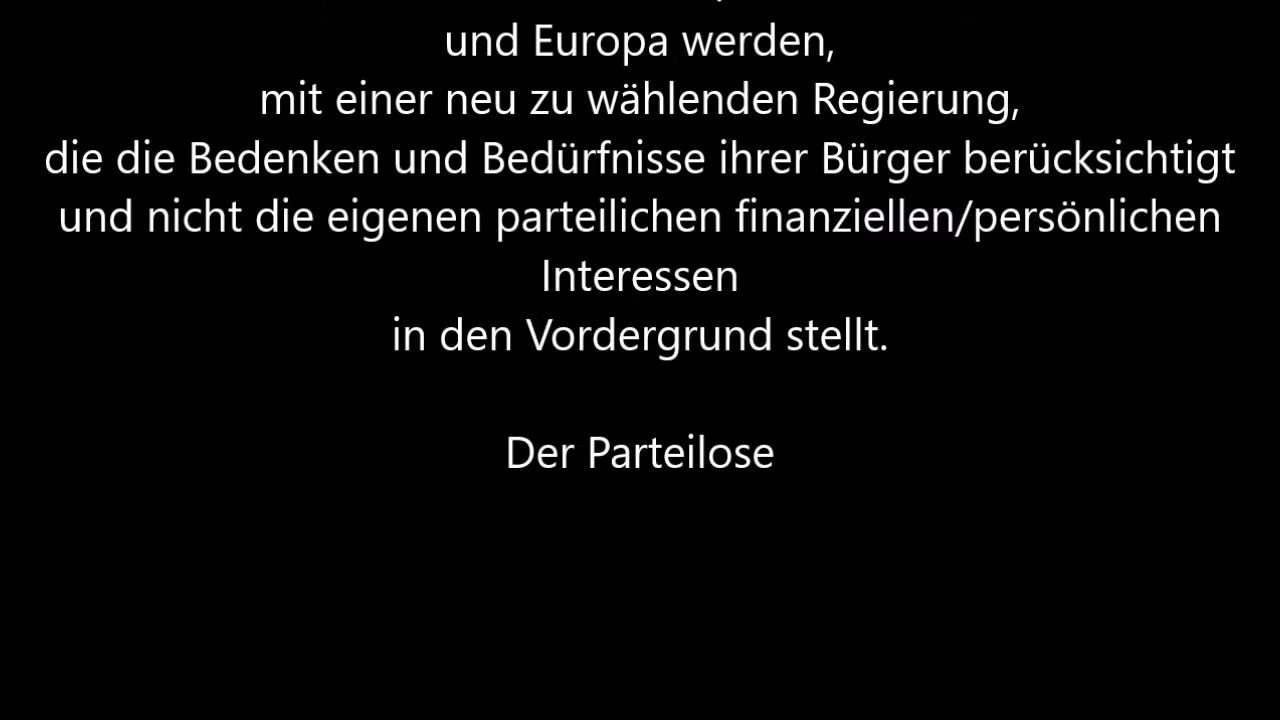 und Europa werden,
mit einer neu zu wählenden Regierung,
die die Bedenken und Bedürfnisse ihrer Bürger berücksichtigt
und nicht die eigenen parteilichen finanziellen/persönlichen
Interessen
in den Vordergrund stellt.
Der Parteilose